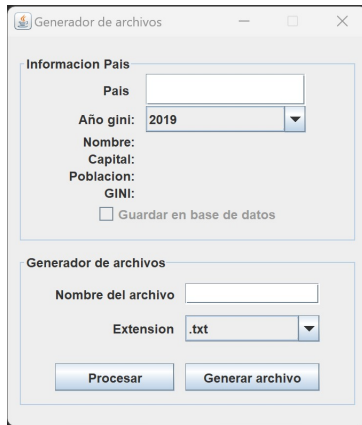 Generador de archivos
Informacion Pais
Pais
Año gini: 2019
Nombre:
Capital:
Poblacion:
GINI:
Guardar en base de datos
Generador de archivos
Nombre del archivo
Extension .txt
Procesar Generar archivo